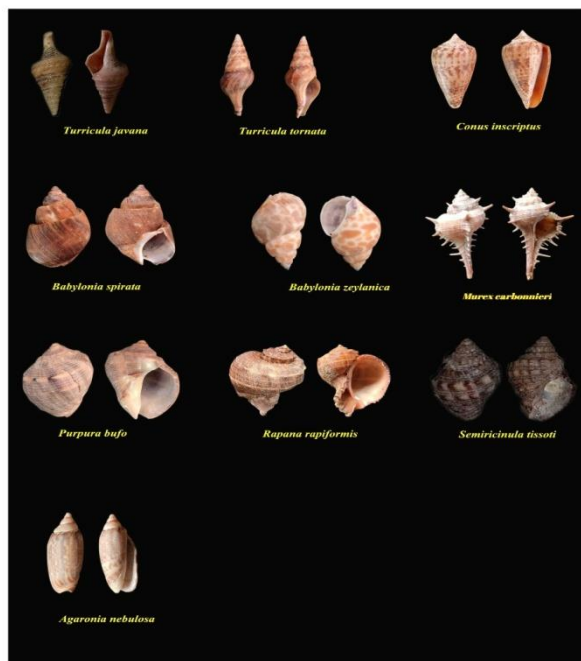 Turricula javana
Turricula tornata
Conus inscriptus
Babylonia spirata
Babylonia zeylanica
Murex carbonnieri
Purpura bufo
Rapana rapiformis
Semiricinula tissoti
Agaronia nebulosa